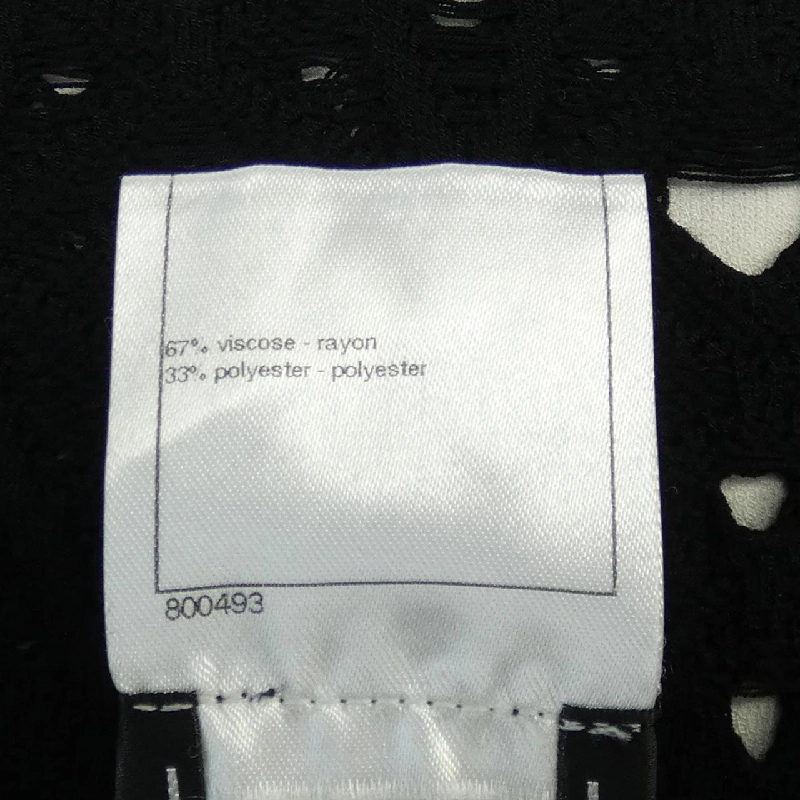 67% viscose - rayon
33% polyester - polyester
800493